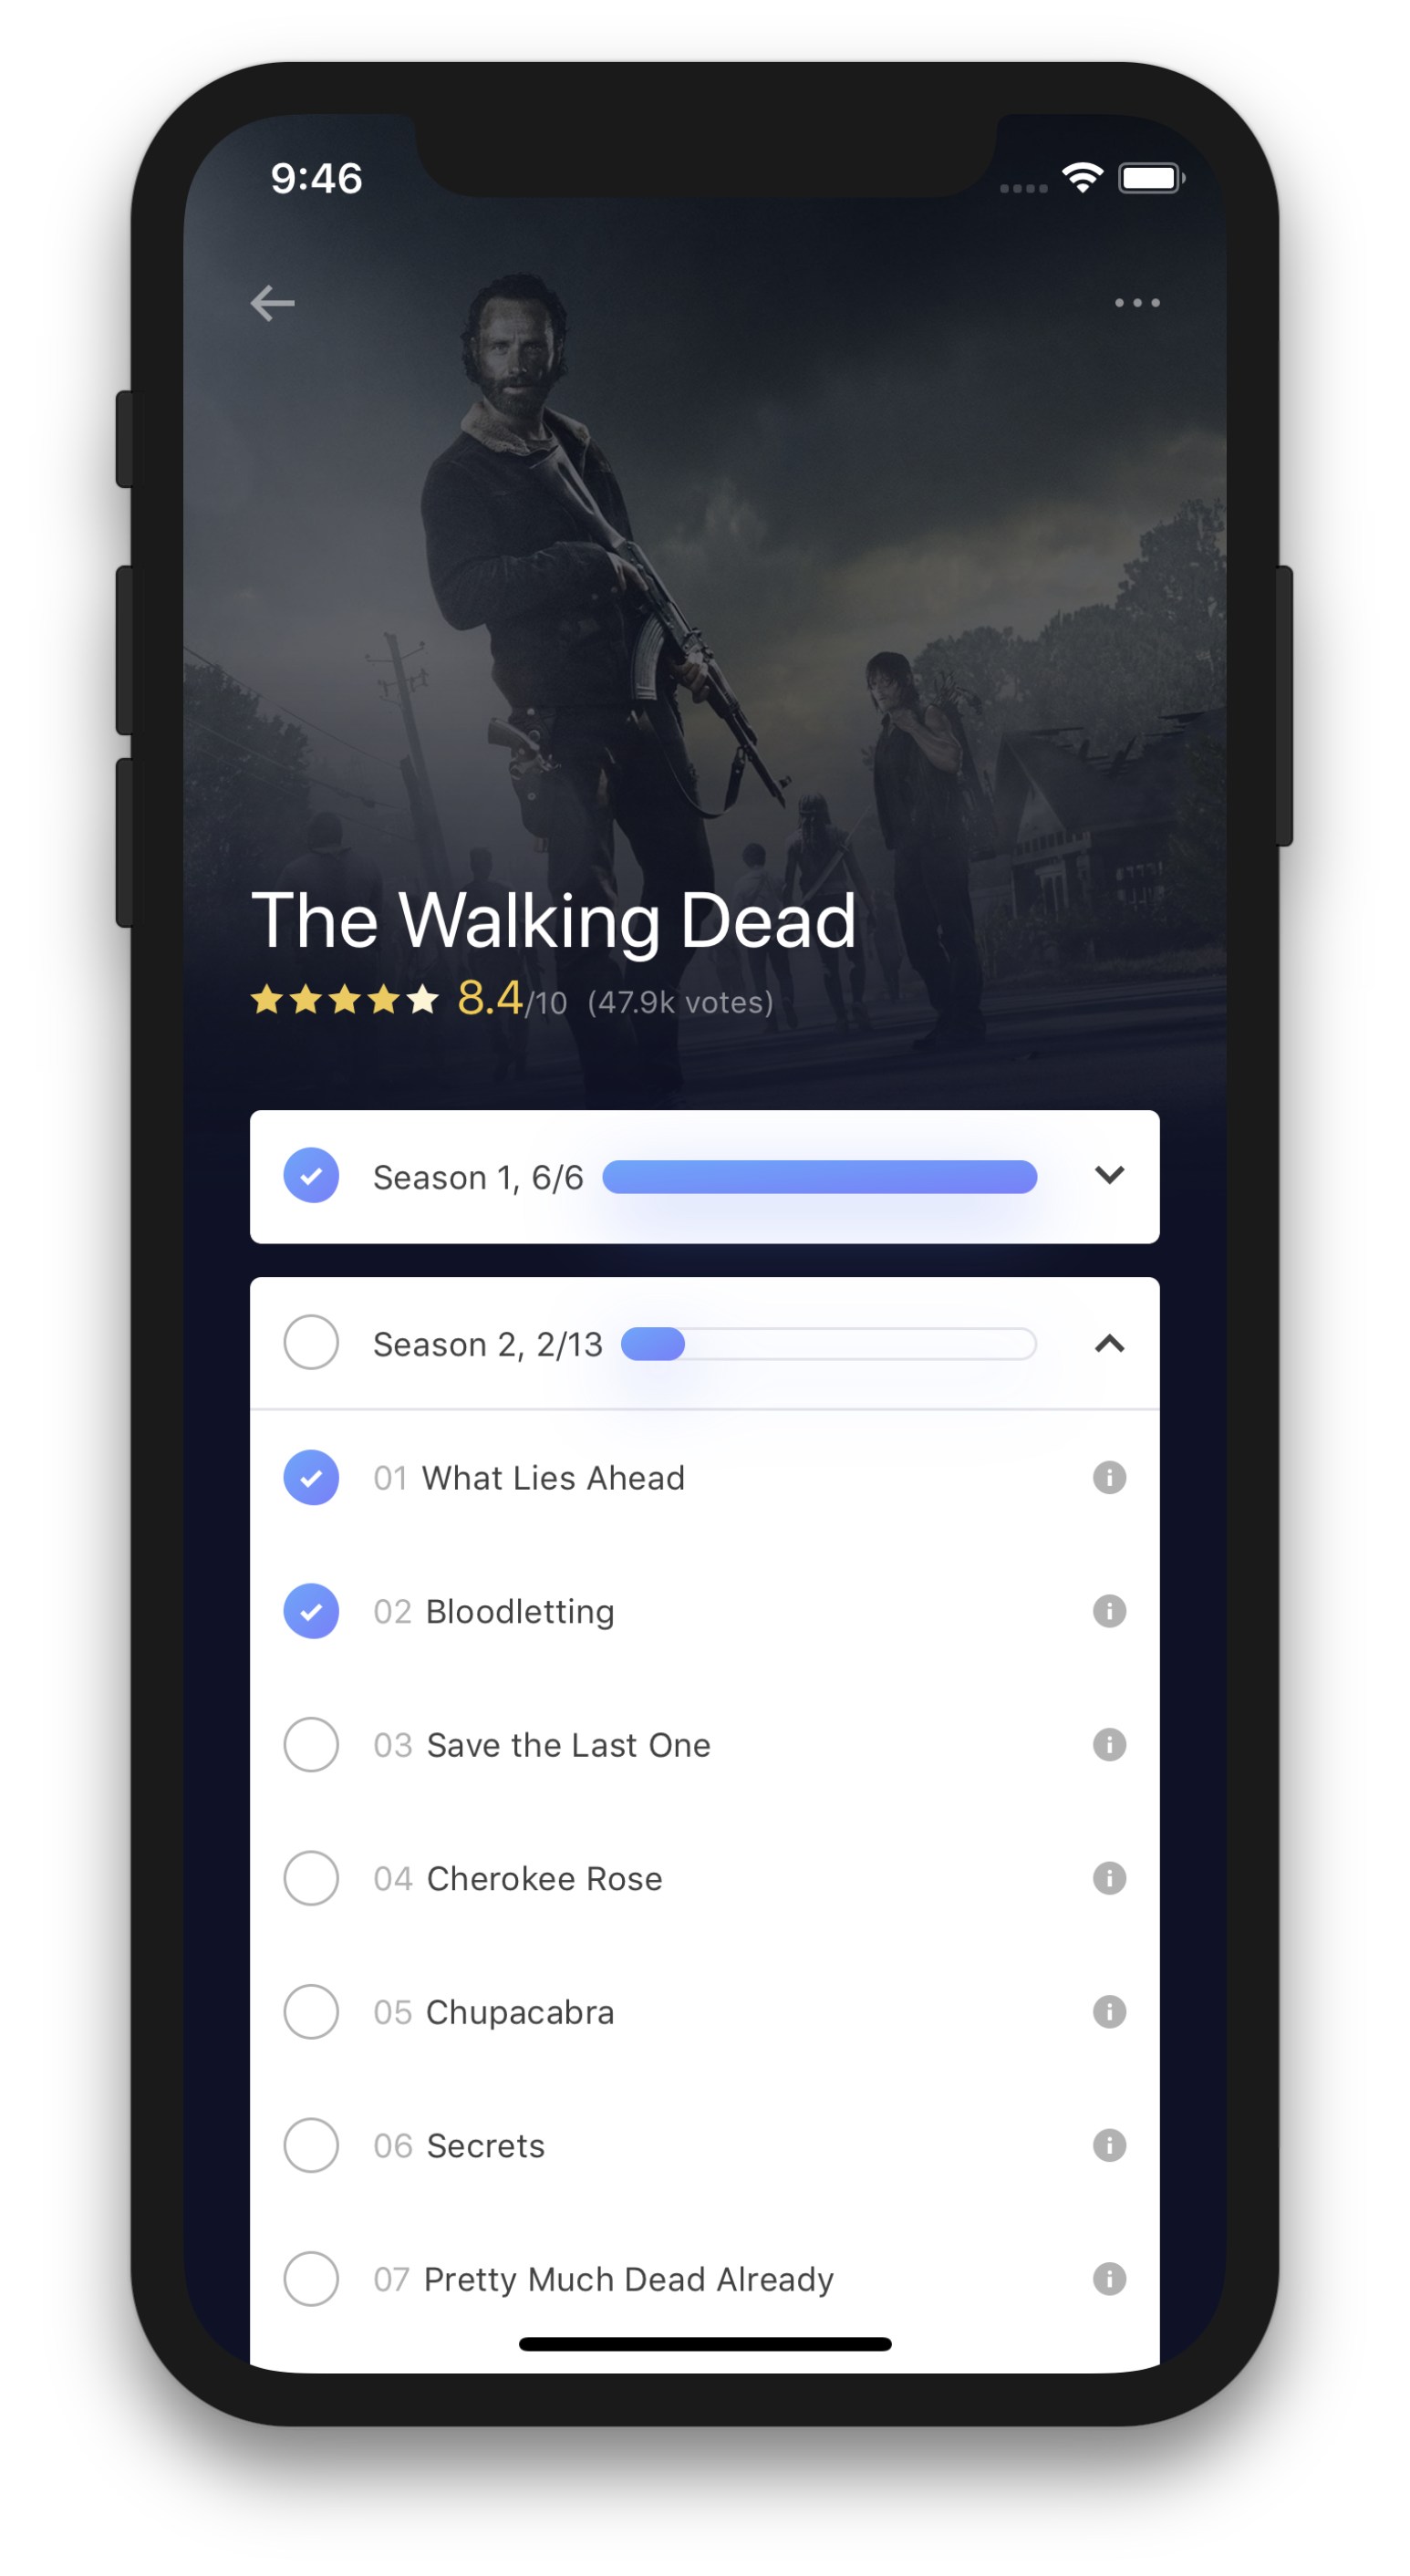 9:46
The Walking Dead
8.4/10 (47.9k votes)
Season 1, 6/6
Season 2, 2/13
01 What Lies Ahead
02 Bloodletting
03 Save the Last One
04 Cherokee Rose
05 Chupacabra
06 Secrets
07 Pretty Much Dead Already